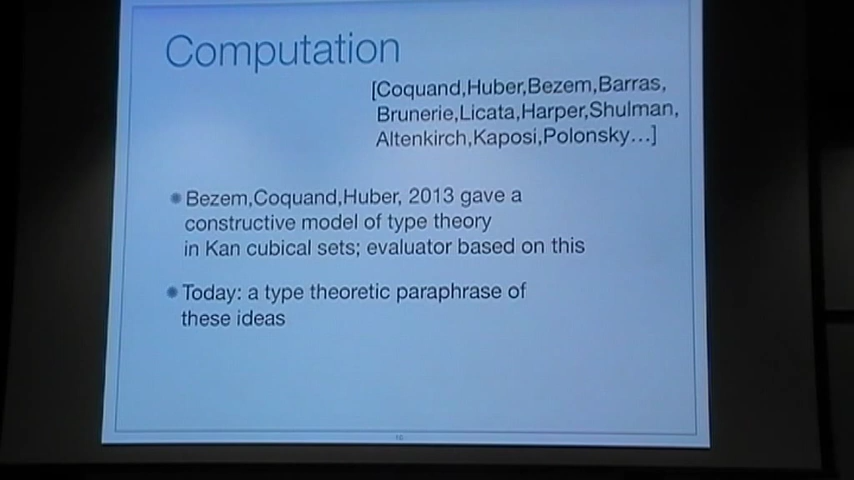 Computation
[Coquand,Huber,Bezem,Barras,
Brunerie,Licata,Harper,Shulman,
Altenkirch,Kaposi,Polonsky…]
Bezem,Coquand,Huber, 2013 gave a
constructive model of type theory
in Kan cubical sets; evaluator based on this
Today: a type theoretic paraphrase of
these ideas